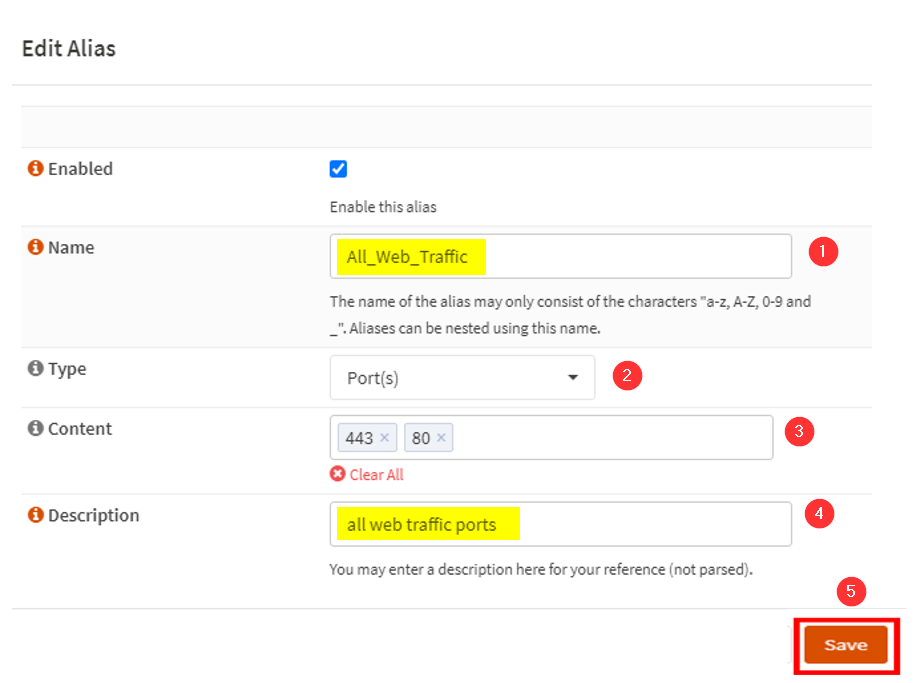 Edit Alias
Enabled
Enable this alias
Name
All_Web_Traffic
1
The name of the alias may only consist of the characters "a-z, A-Z, 0-9 and
_". Aliases can be nested using this name.
Type
Port(s)
2
Content
443 × 80 ×
3
Clear All
Description
all web traffic ports
4
You may enter a description here for your reference (not parsed).
5
Save